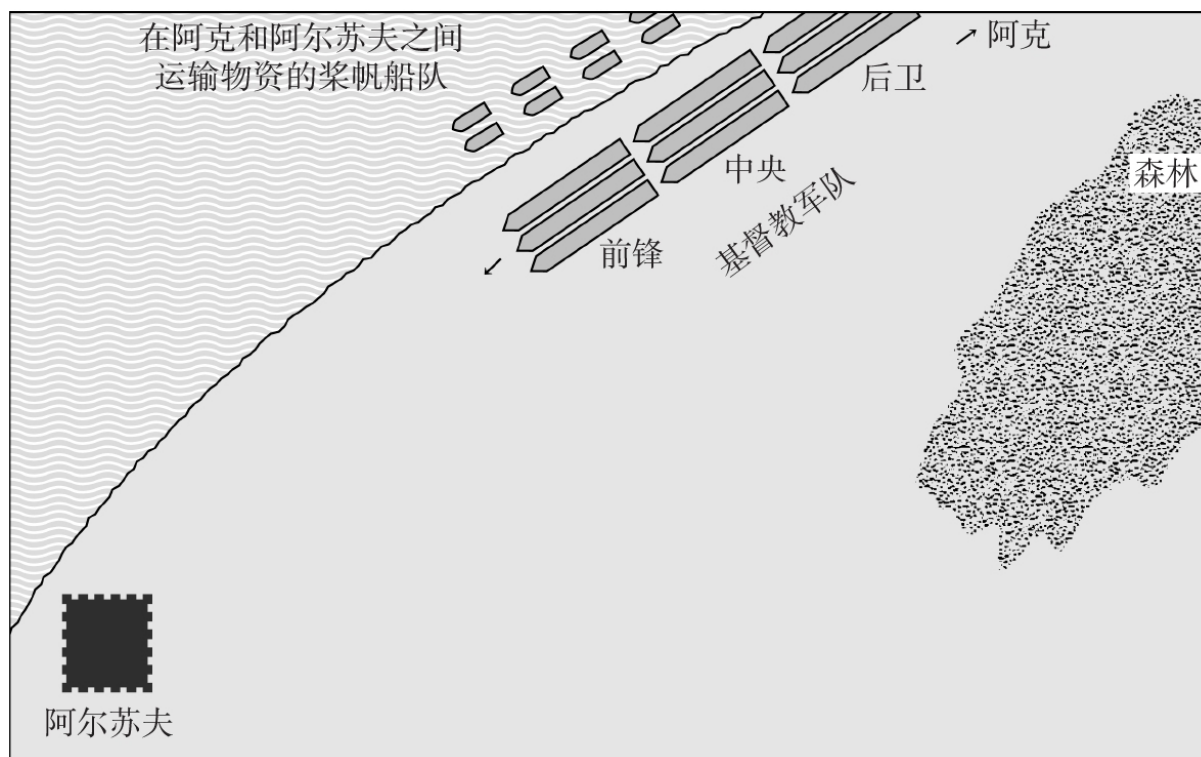 在阿克和阿尔苏夫之间
运输物资的桨帆船队
阿克
后卫
森林
中央
基督教军队
前锋
阿尔苏夫